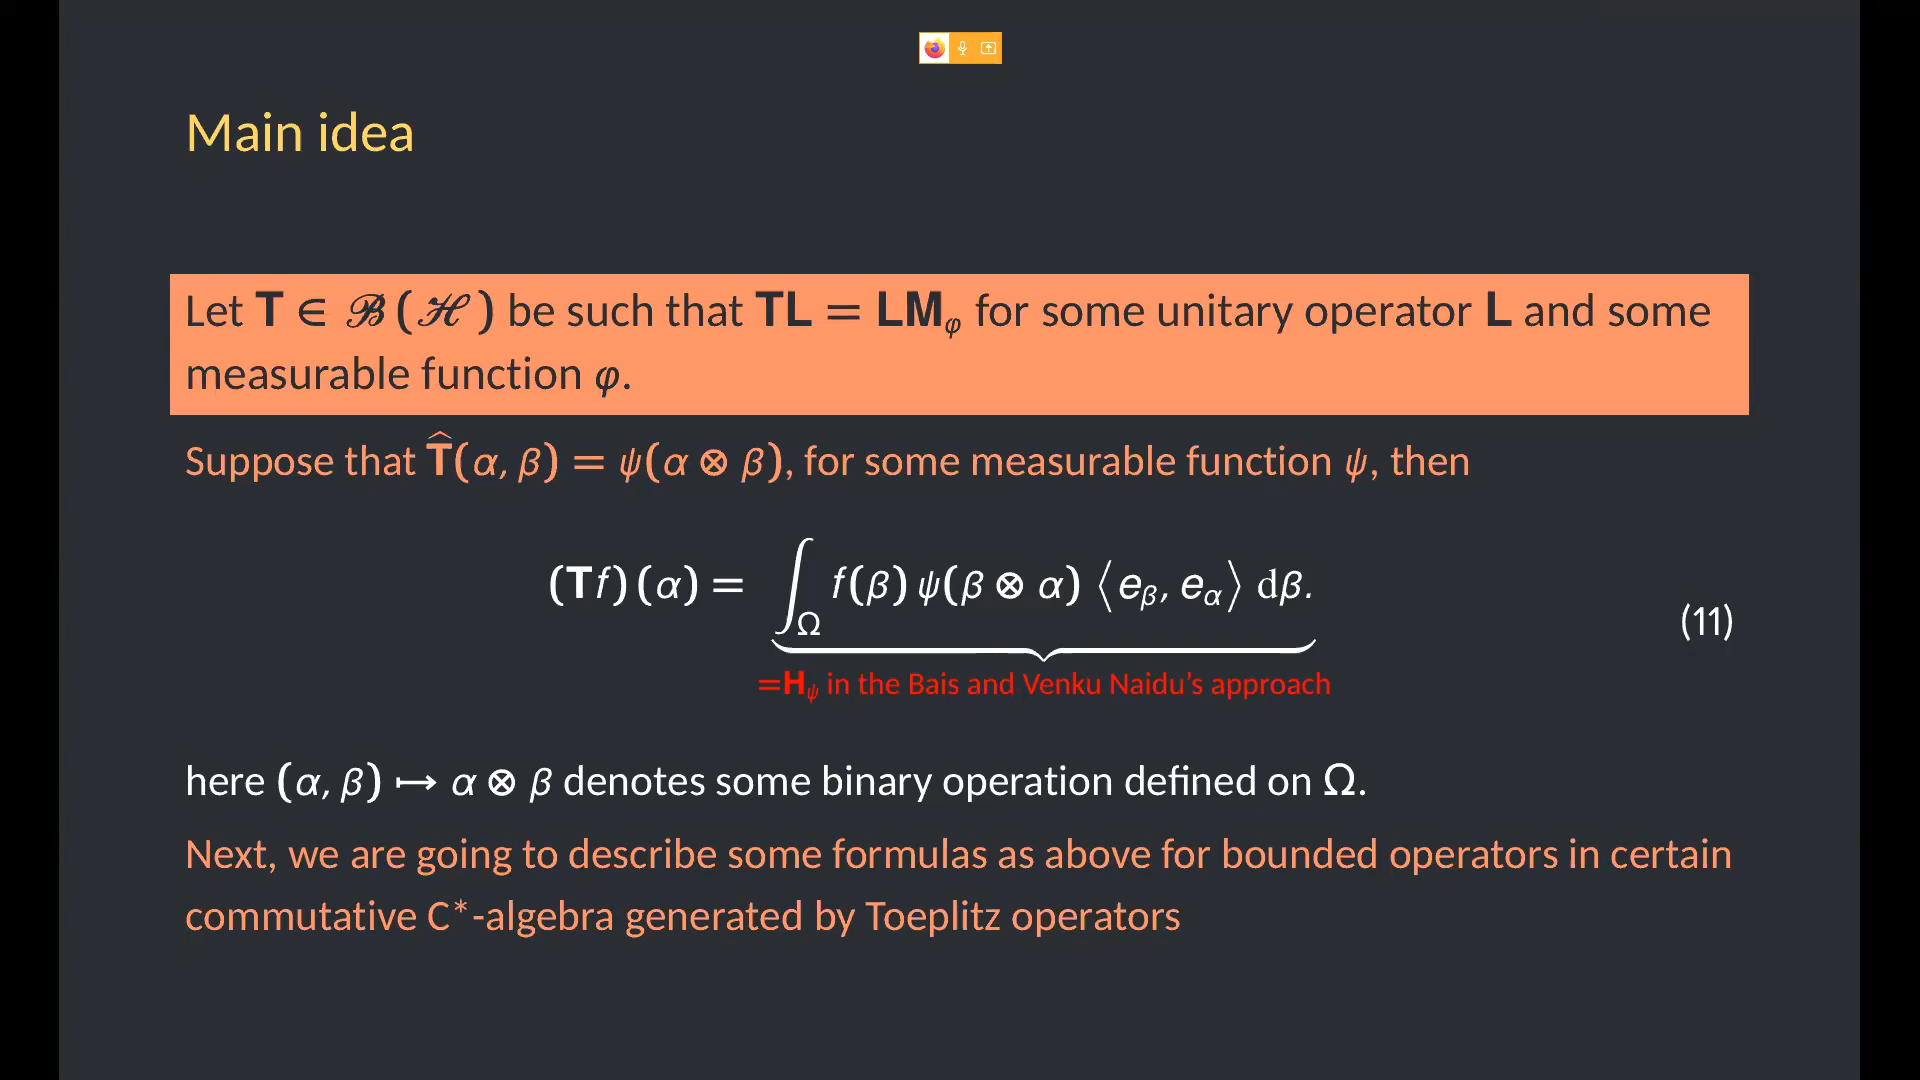 Main idea
Let T ∈ ℬ(ℋ) be such that TL = LM_φ for some unitary operator L and some
measurable function φ.
Suppose that T̂(α, β) = ψ(α ⊗ β), for some measurable function ψ, then
(Tf)(α) = ∫_Ω f(β) ψ(β ⊗ α) ⟨e_β, e_α⟩ dβ.
(11)
=H_ψ in the Bais and Venku Naidu’s approach
here (α, β) ↦ α ⊗ β denotes some binary operation defined on Ω.
Next, we are going to describe some formulas as above for bounded operators in certain
commutative C*-algebra generated by Toeplitz operators